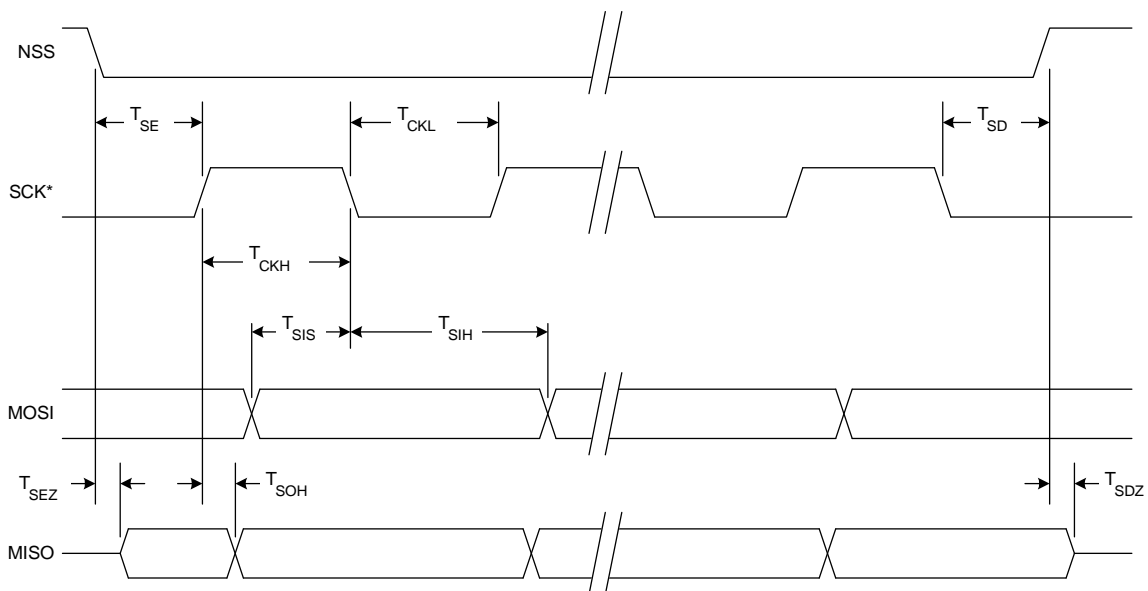 NSS
T_SE
T_CKL
T_SD
SCK*
T_CKH
T_SIS
T_SIH
MOSI
T_SEZ
T_SOH
T_SDZ
MISO